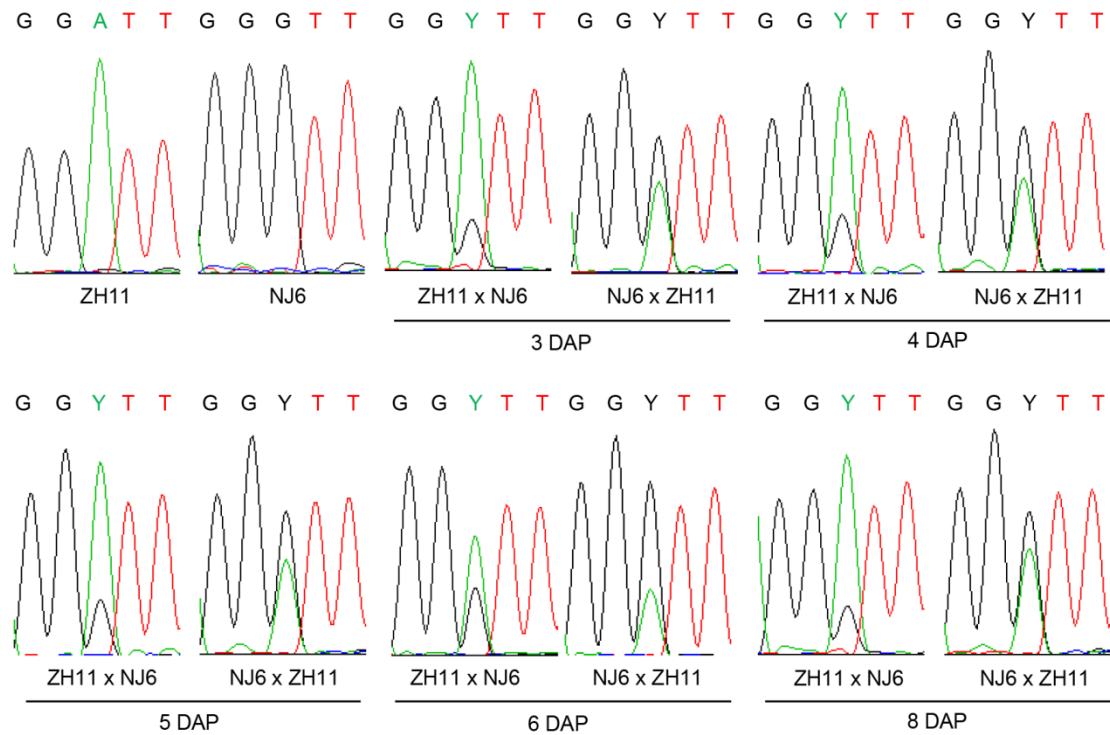 G G A T T G G G T T G G Y T T G G Y T T G G Y T T G G Y T T
ZH11 NJ6 ZH11 x NJ6 NJ6 x ZH11 ZH11 x NJ6 NJ6 x ZH11
3 DAP 4 DAP
G G Y T T G G Y T T G G Y T T G G Y T T G G Y T T G G Y T T
ZH11 x NJ6 NJ6 x ZH11 ZH11 x NJ6 NJ6 x ZH11 ZH11 x NJ6 NJ6 x ZH11
5 DAP 6 DAP 8 DAP